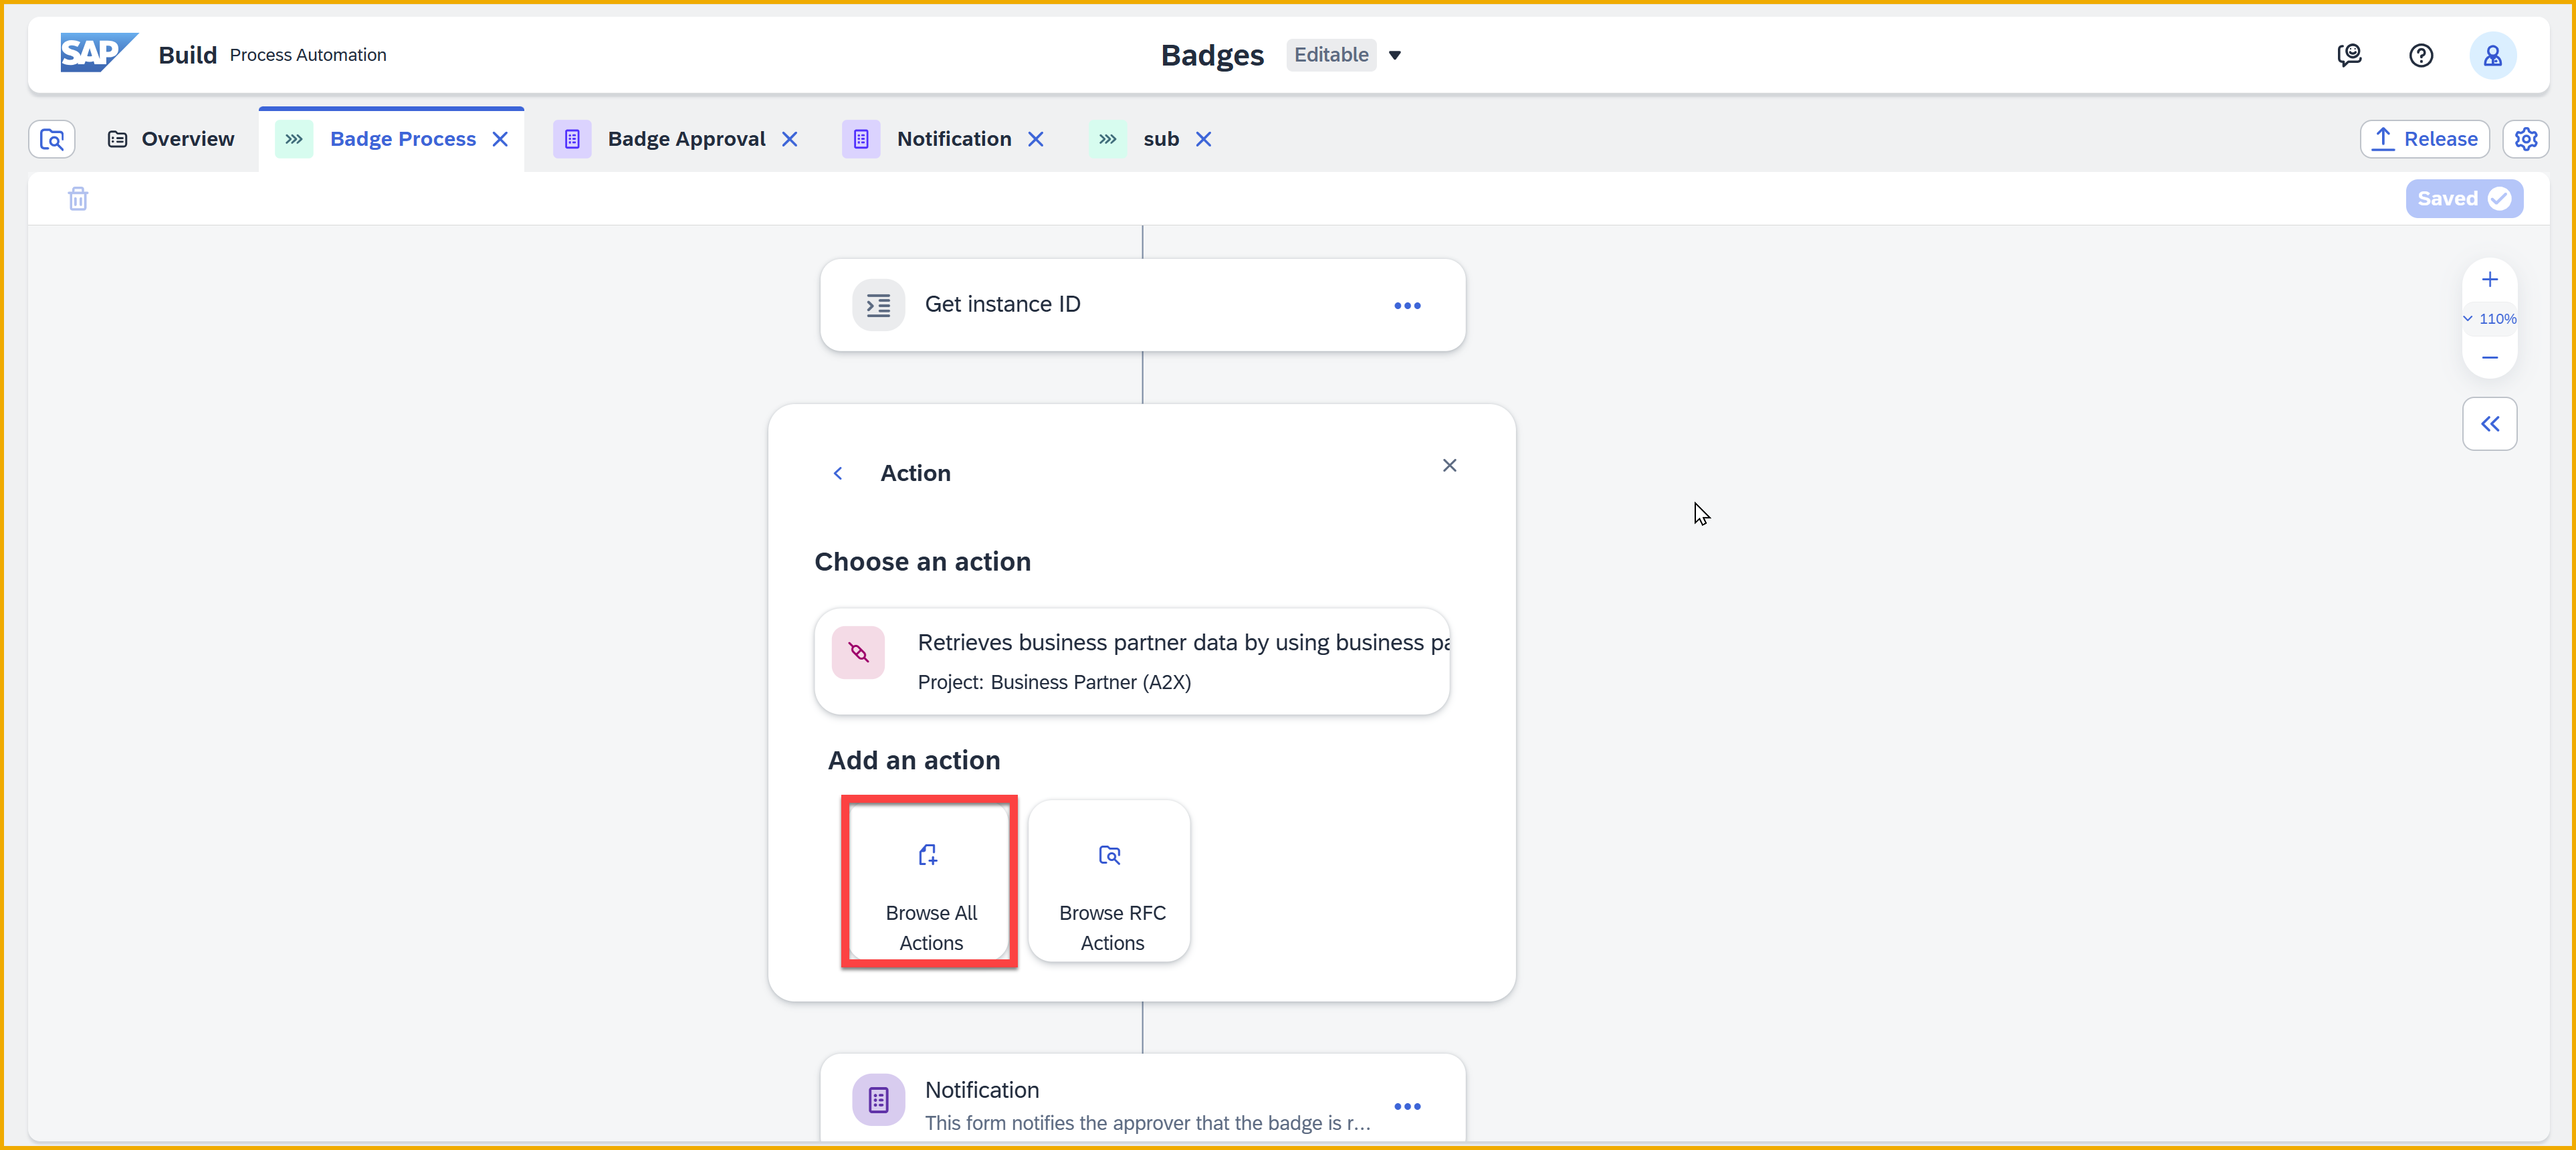 SAP Build Process Automation
Badges Editable
Overview Badge Process Badge Approval Notification sub Release
Saved
Get instance ID
110%
Action
Choose an action
Retrieves business partner data by using business pa
Project: Business Partner (A2X)
Add an action
Browse All
Actions
Browse RFC
Actions
Notification
This form notifies the approver that the badge is r...